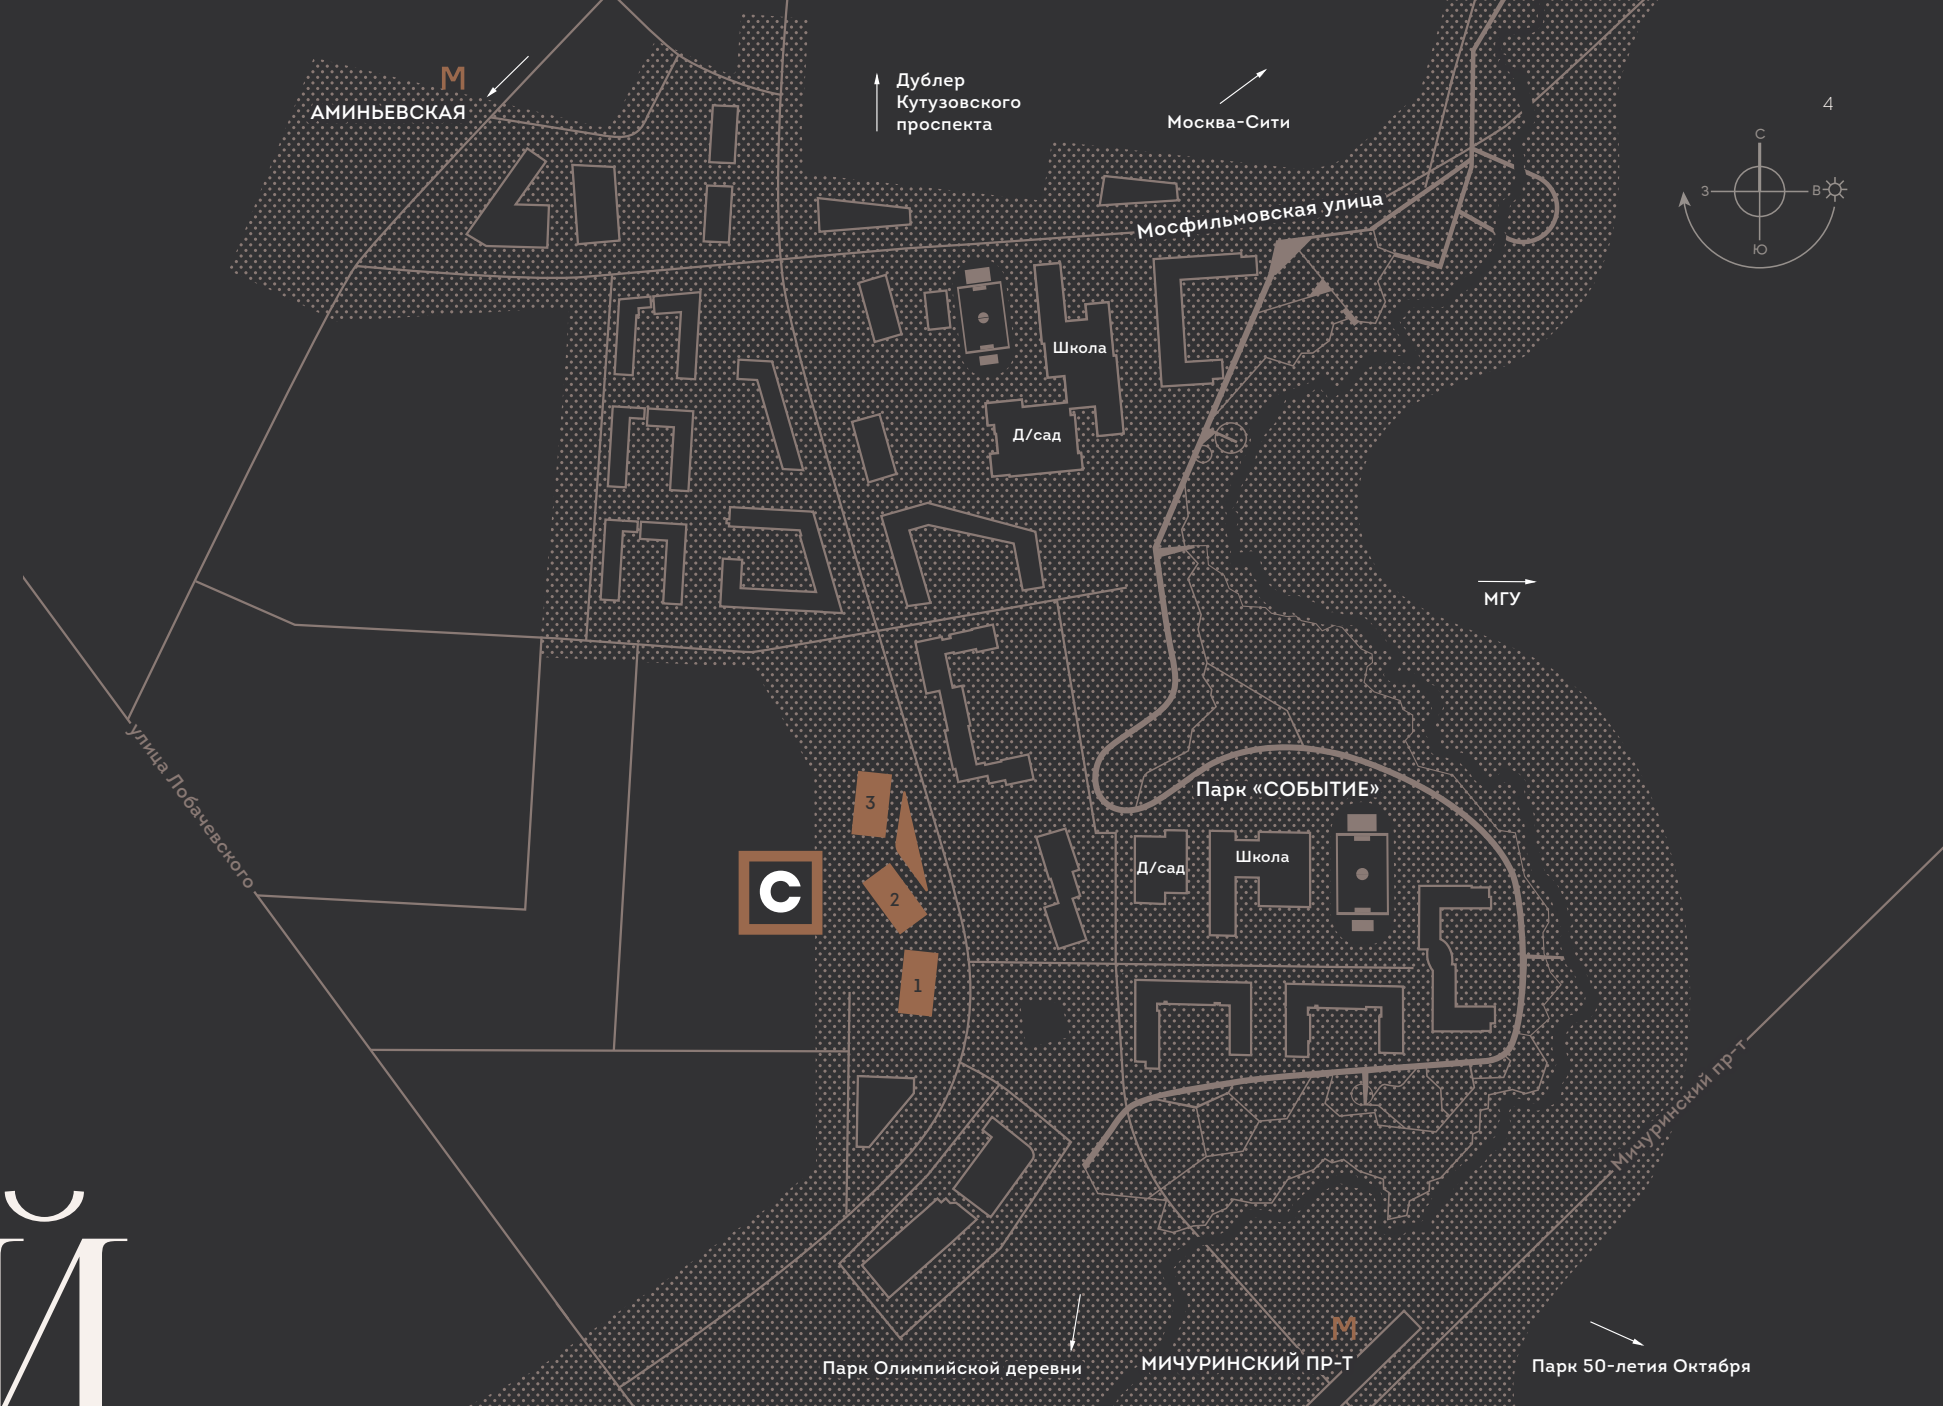 М
АМИНЬЕВСКАЯ
Дублер
Кутузовского
проспекта
Москва-Сити
4
С
З
В
Ю
Мосфильмовская улица
Школа
Д/сад
МГУ
улица Лобачевского
Парк «СОБЫТИЕ»
3
С
2
1
Д/сад
Школа
Мичуринский пр-т
Й
М
МИЧУРИНСКИЙ ПР-Т
Парк Олимпийской деревни
Парк 50-летия Октября